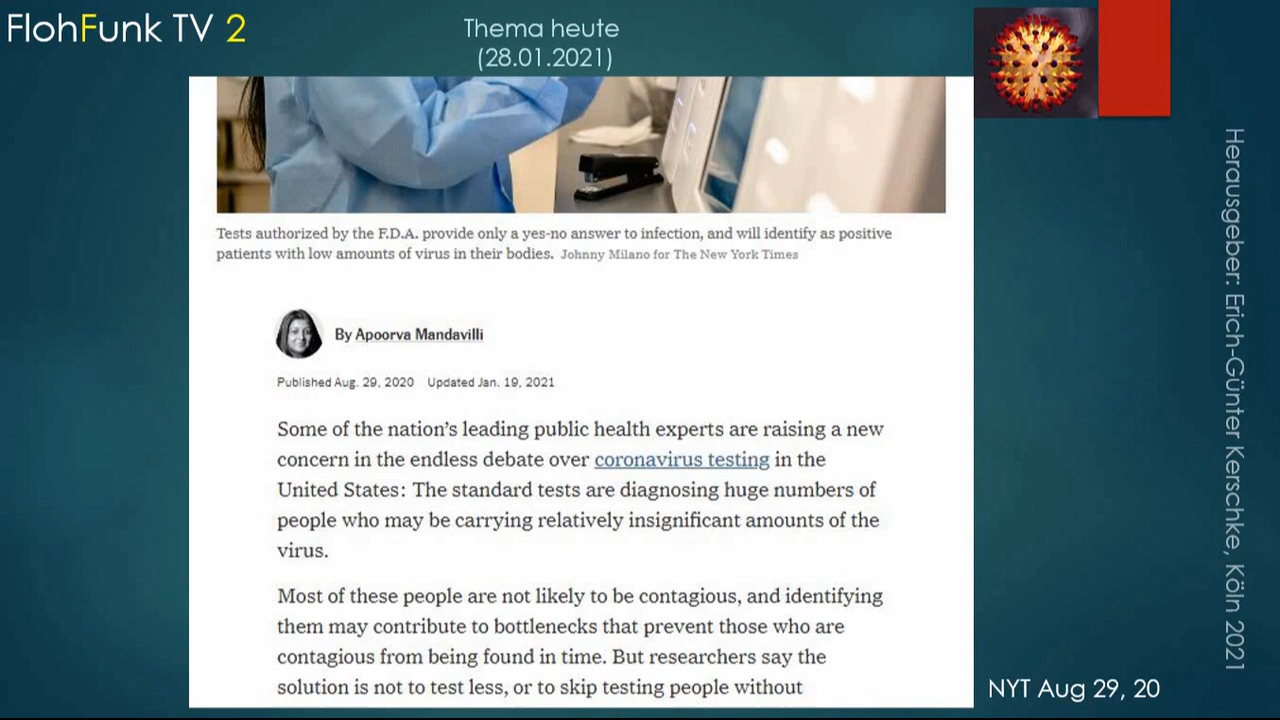 FlohFunk TV 2
Thema heute
(28.01.2021)
Tests authorized by the F.D.A. provide only a yes-no answer to infection, and will identify as positive
patients with low amounts of virus in their bodies. Johnny Milano for The New York Times
By Apoorva Mandavilli
Published Aug. 29, 2020 Updated Jan. 19, 2021
Some of the nation's leading public health experts are raising a new
concern in the endless debate over coronavirus testing in the
United States: The standard tests are diagnosing huge numbers of
people who may be carrying relatively insignificant amounts of the
virus.
Most of these people are not likely to be contagious, and identifying
them may contribute to bottlenecks that prevent those who are
contagious from being found in time. But researchers say the
solution is not to test less, or to skip testing people without
Herausgeber: Erich-Günter Kerschke, Köln 2021
NYT Aug 29, 20